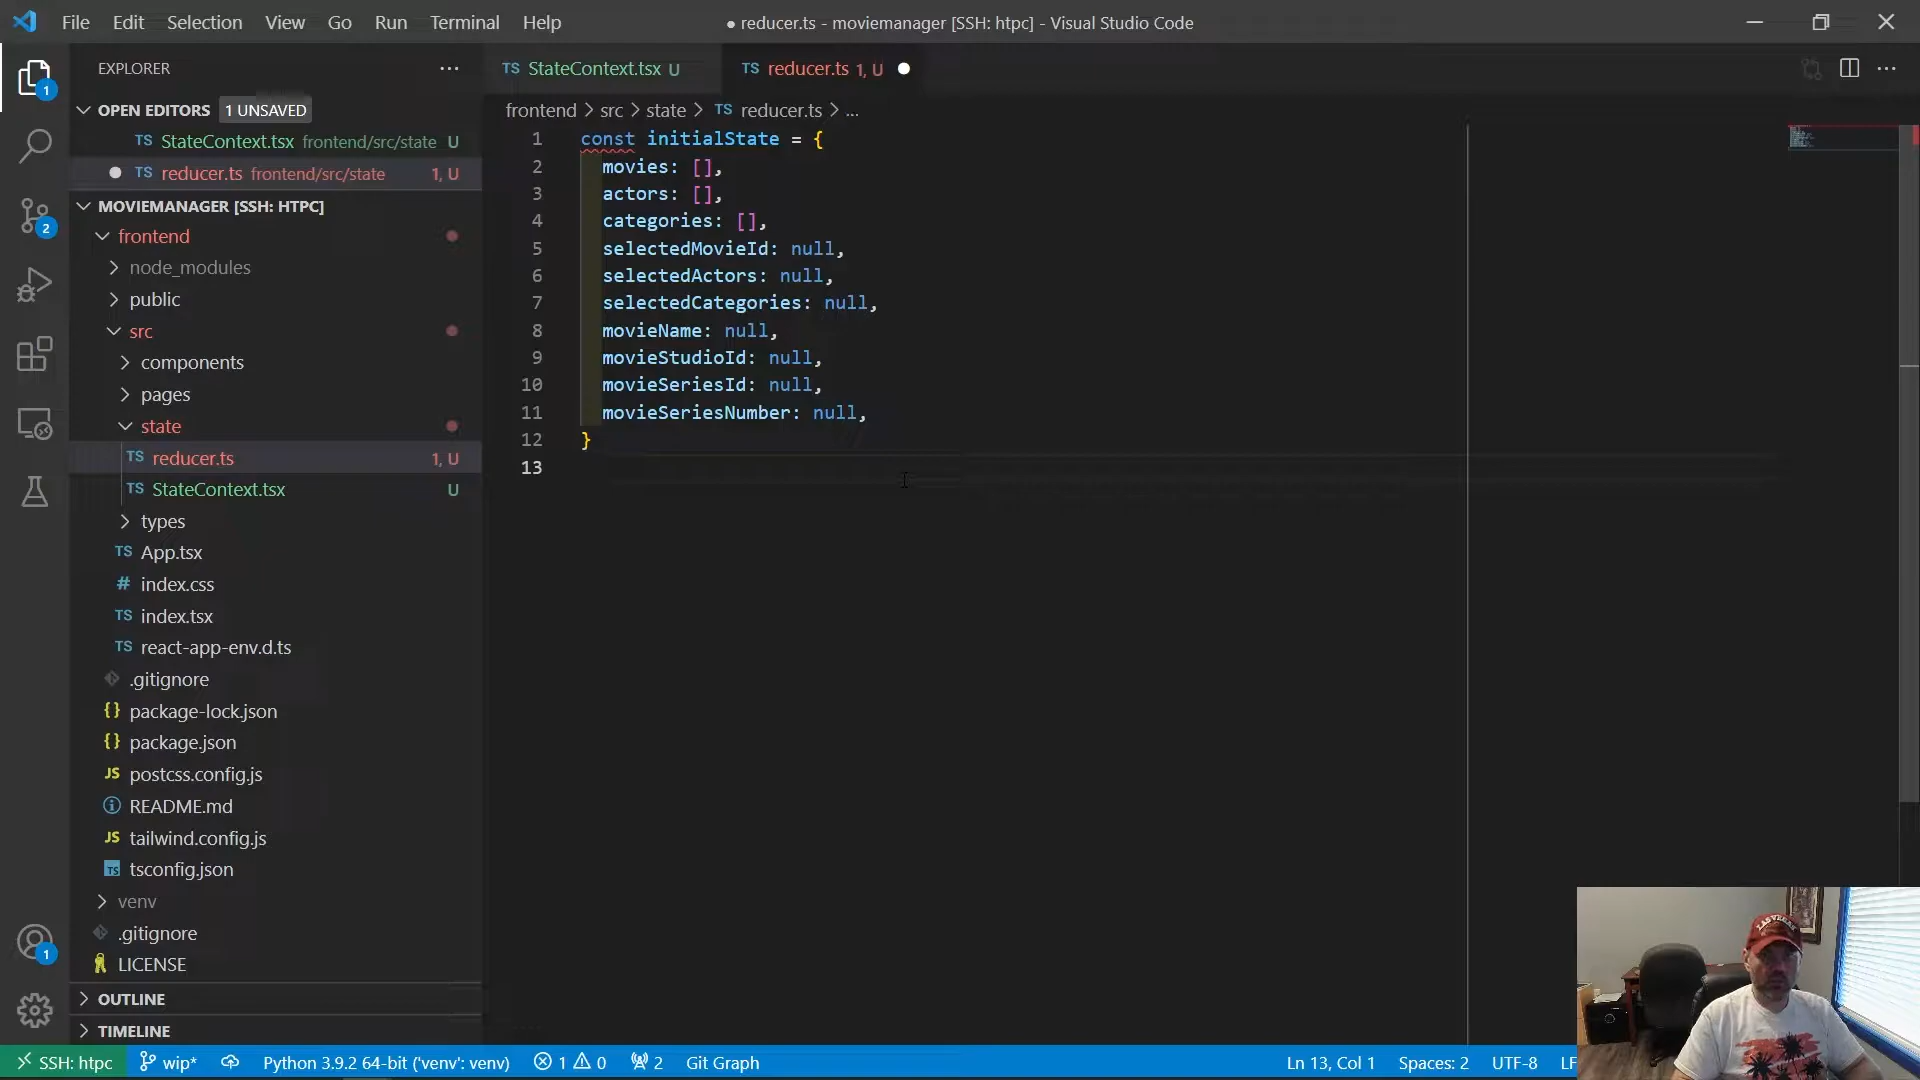 File Edit Selection View Go Run Terminal Help
● reducer.ts - moviemanager [SSH: htpc] - Visual Studio Code
EXPLORER
OPEN EDITORS 1 UNSAVED
TS StateContext.tsx frontend/src/state U
TS reducer.ts frontend/src/state 1, U
MOVIEMANAGER [SSH: HTPC]
frontend
node_modules
public
src
components
pages
state
TS reducer.ts 1, U
TS StateContext.tsx U
types
TS App.tsx
# index.css
TS index.tsx
TS react-app-env.d.ts
.gitignore
{} package-lock.json
{} package.json
JS postcss.config.js
README.md
JS tailwind.config.js
TS tsconfig.json
venv
.gitignore
LICENSE
OUTLINE
TIMELINE
1
2
1
TS StateContext.tsx U
TS reducer.ts 1, U
frontend > src > state > TS reducer.ts > ...
1 const initialState = {
2 movies: [],
3 actors: [],
4 categories: [],
5 selectedMovieId: null,
6 selectedActors: null,
7 selectedCategories: null,
8 movieName: null,
9 movieStudioId: null,
10 movieSeriesId: null,
11 movieSeriesNumber: null,
12 }
13
LAS VEGAS
SSH: htpc wip* Python 3.9.2 64-bit ('venv': venv) 1 0 2 Git Graph Ln 13, Col 1 Spaces: 2 UTF-8 LF